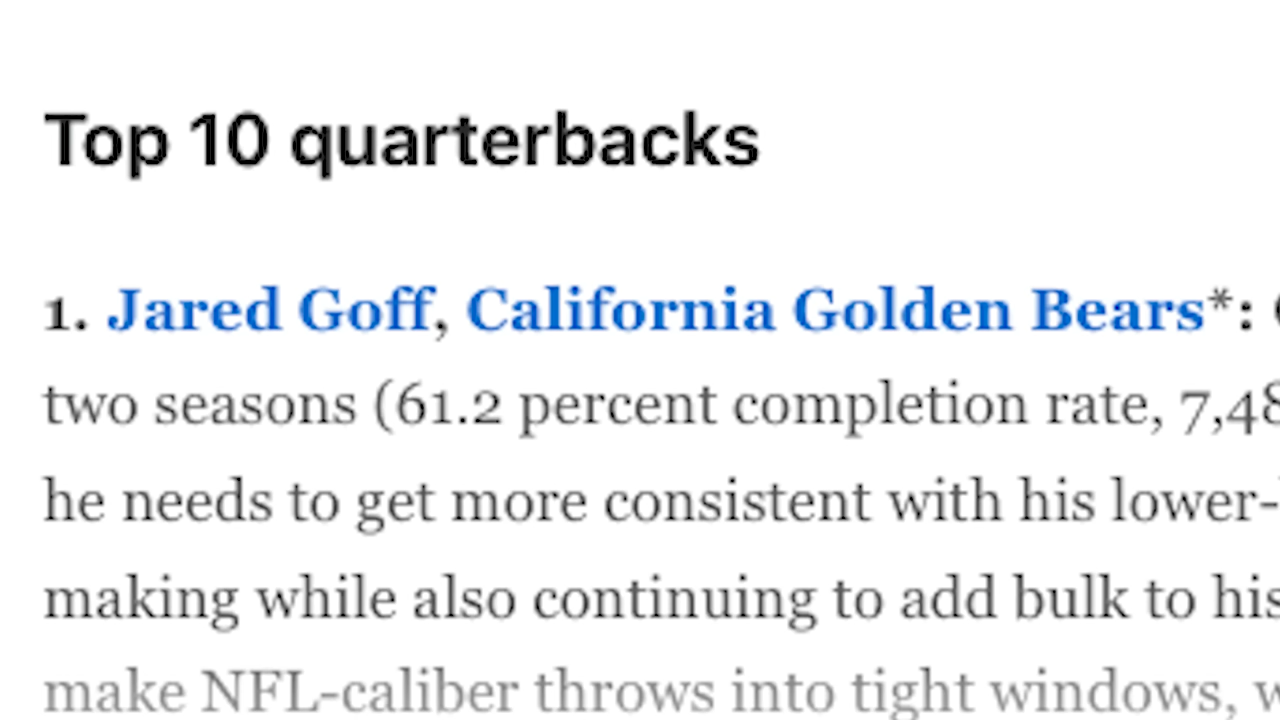 Top 10 quarterbacks
1. Jared Goff, California Golden Bears*:
two seasons (61.2 percent completion rate, 7,48
he needs to get more consistent with his lower-
making while also continuing to add bulk to his
make NFL-caliber throws into tight windows,